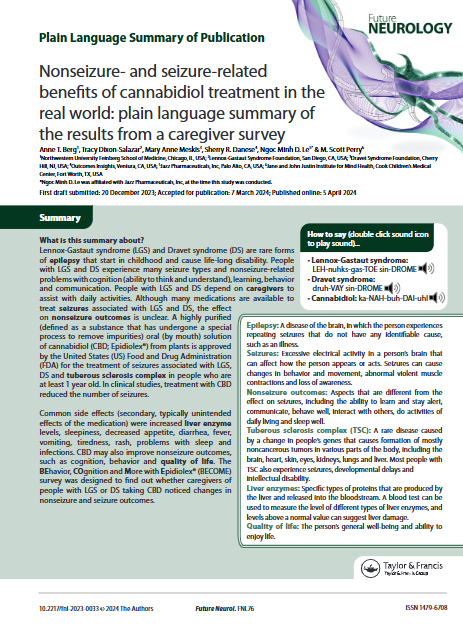 Plain Language Summary of Publication
Future
NEUROLOGY
Nonseizure- and seizure-related
benefits of cannabidiol treatment in the
real world: plain language summary of
the results from a caregiver survey
Anne T. Berg¹, Tracy Dixon-Salazar², Mary Anne Meskis³, Sherry R. Danese⁴, Ngoc Minh D. Le⁵* & M. Scott Perry⁶
¹Northwestern University Feinberg School of Medicine, Chicago, IL, USA; ²Lennox-Gastaut Syndrome Foundation, San Diego, CA, USA; ³Dravet Syndrome Foundation, Cherry
Hill, NJ, USA; ⁴Outcomes Insights, Ventura, CA, USA; ⁵Jazz Pharmaceuticals, Inc, Palo Alto, CA, USA; ⁶Jane and John Justin Institute for Mind Health, Cook Children's Medical
Center, Fort Worth, TX, USA
*Ngoc Minh D. Le was affiliated with Jazz Pharmaceuticals, Inc, at the time this study was conducted.
First draft submitted: 20 December 2023; Accepted for publication: 7 March 2024; Published online: 5 April 2024
Summary
What is this summary about?
Lennox-Gastaut syndrome (LGS) and Dravet syndrome (DS) are rare forms
of epilepsy that start in childhood and cause life-long disability. People
with LGS and DS experience many seizure types and nonseizure-related
problems with cognition (ability to think and understand), learning, behavior
and communication. People with LGS and DS depend on caregivers to
assist with daily activities. Although many medications are available to
treat seizures associated with LGS and DS, the effect
on nonseizure outcomes is unclear. A highly purified
(defined as a substance that has undergone a special
process to remove impurities) oral (by mouth) solution
of cannabidiol (CBD; Epidiolex®) from plants is approved
by the United States (US) Food and Drug Administration
(FDA) for the treatment of seizures associated with LGS,
DS and tuberous sclerosis complex in people who are
at least 1 year old. In clinical studies, treatment with CBD
reduced the number of seizures.
Common side effects (secondary, typically unintended
effects of the medication) were increased liver enzyme
levels, sleepiness, decreased appetite, diarrhea, fever,
vomiting, tiredness, rash, problems with sleep and
infections. CBD may also improve nonseizure outcomes,
such as cognition, behavior and quality of life. The
BEhavior, COgnition and More with Epidiolex® (BECOME)
survey was designed to find out whether caregivers of
people with LGS or DS taking CBD noticed changes in
nonseizure and seizure outcomes.
How to say (double click sound icon
to play sound)...
• Lennox-Gastaut syndrome:
LEH-nuhks-gas-TOE sin-DROME
• Dravet syndrome:
druh-VAY sin-DROME
• Cannabidiol: ka-NAH-buh-DAI-uhl
Epilepsy: A disease of the brain, in which the person experiences
repeating seizures that do not have any identifiable cause,
such as an illness.
Seizures: Excessive electrical activity in a person's brain that
can affect how the person appears or acts. Seizures can cause
changes in behavior and movement, abnormal violent muscle
contractions and loss of awareness.
Nonseizure outcomes: Aspects that are different from the
effect on seizures, including the ability to learn and stay alert,
communicate, behave well, interact with others, do activities of
daily living and sleep well.
Tuberous sclerosis complex (TSC): A rare disease caused
by a change in people's genes that causes formation of mostly
noncancerous tumors in various parts of the body, including the
brain, heart, skin, eyes, kidneys, lungs and liver. Most people with
TSC also experience seizures, developmental delays and
intellectual disability.
Liver enzymes: Specific types of proteins that are produced by
the liver and released into the bloodstream. A blood test can be
used to measure the level of different types of liver enzymes, and
levels above a normal value can suggest liver damage.
Quality of life: The person's general well-being and ability to
enjoy life.
Taylor & Francis
Taylor & Francis Group
10.2217/fnl-2023-0033 © 2024 The Authors
Future Neurol. FNL76
ISSN 1479-6708